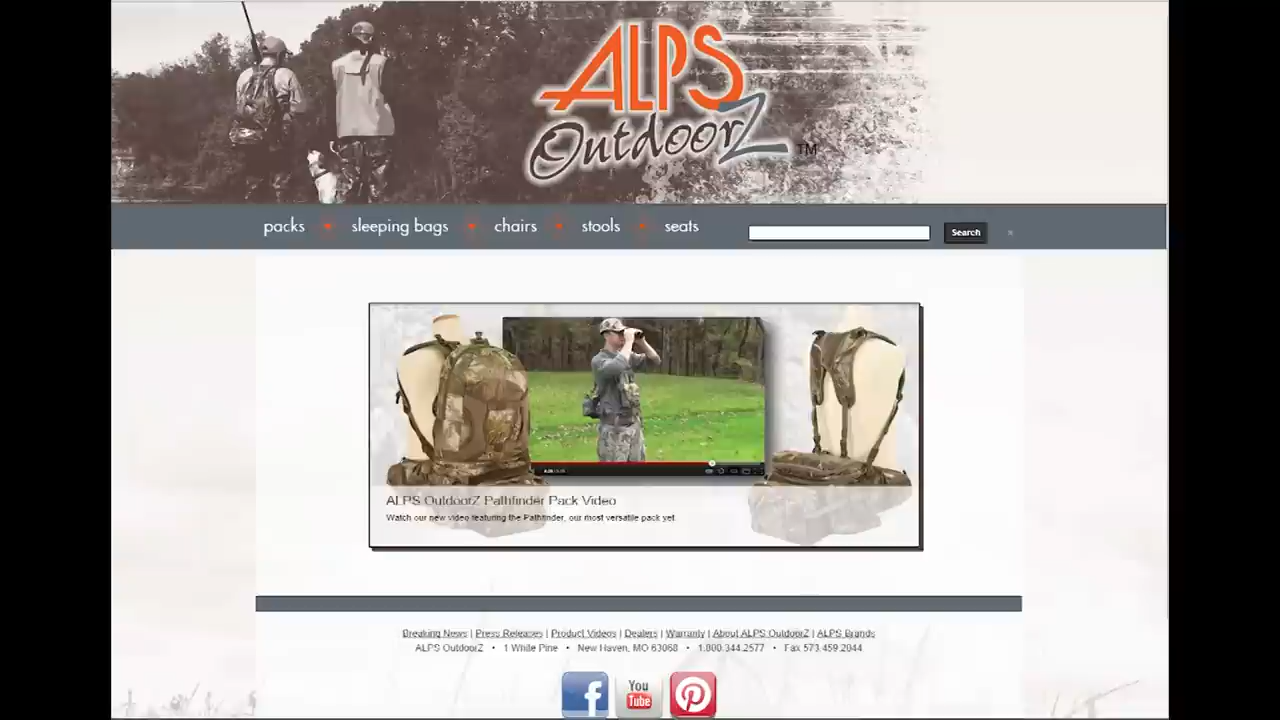 ALPS
OutdoorZ TM
packs • sleeping bags • chairs • stools • seats
Search
ALPS OutdoorZ Pathfinder Pack Video
Watch our new video featuring the Pathfinder, our most versatile pack yet
Breaking News | Press Releases | Product Videos | Dealers | Warranty | About ALPS OutdoorZ | ALPS Brands
ALPS OutdoorZ • 1 White Pine • New Haven, MO 63068 • 1.800.344.2577 • Fax 573.459.2044
f You Tube